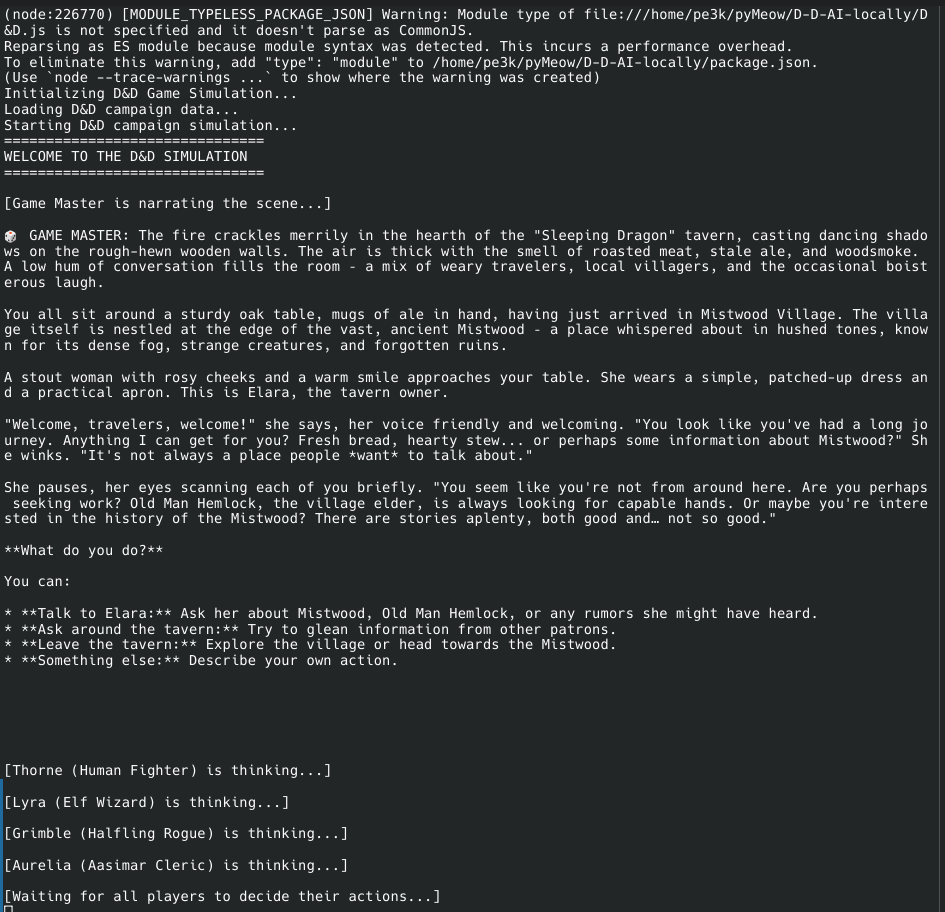 (node:226770) [MODULE_TYPELESS_PACKAGE_JSON] Warning: Module type of file:///home/pe3k/pyMeow/D-D-AI-locally/D
&D.js is not specified and it doesn't parse as CommonJS.
Reparsing as ES module because module syntax was detected. This incurs a performance overhead.
To eliminate this warning, add "type": "module" to /home/pe3k/pyMeow/D-D-AI-locally/package.json.
(Use `node --trace-warnings ...` to show where the warning was created)
Initializing D&D Game Simulation...
Loading D&D campaign data...
Starting D&D campaign simulation...
===============================
WELCOME TO THE D&D SIMULATION
===============================
[Game Master is narrating the scene...]
🎲 GAME MASTER: The fire crackles merrily in the hearth of the "Sleeping Dragon" tavern, casting dancing shado
ws on the rough-hewn wooden walls. The air is thick with the smell of roasted meat, stale ale, and woodsmoke.
A low hum of conversation fills the room - a mix of weary travelers, local villagers, and the occasional boist
erous laugh.
You all sit around a sturdy oak table, mugs of ale in hand, having just arrived in Mistwood Village. The villa
ge itself is nestled at the edge of the vast, ancient Mistwood - a place whispered about in hushed tones, know
n for its dense fog, strange creatures, and forgotten ruins.
A stout woman with rosy cheeks and a warm smile approaches your table. She wears a simple, patched-up dress an
d a practical apron. This is Elara, the tavern owner.
"Welcome, travelers, welcome!" she says, her voice friendly and welcoming. "You look like you've had a long jo
urney. Anything I can get for you? Fresh bread, hearty stew... or perhaps some information about Mistwood?" Sh
e winks. "It's not always a place people *want* to talk about."
She pauses, her eyes scanning each of you briefly. "You seem like you're not from around here. Are you perhaps
 seeking work? Old Man Hemlock, the village elder, is always looking for capable hands. Or maybe you're intere
sted in the history of the Mistwood? There are stories aplenty, both good and… not so good."
**What do you do?**
You can:
* **Talk to Elara:** Ask her about Mistwood, Old Man Hemlock, or any rumors she might have heard.
* **Ask around the tavern:** Try to glean information from other patrons.
* **Leave the tavern:** Explore the village or head towards the Mistwood.
* **Something else:** Describe your own action.
[Thorne (Human Fighter) is thinking...]
[Lyra (Elf Wizard) is thinking...]
[Grimble (Halfling Rogue) is thinking...]
[Aurelia (Aasimar Cleric) is thinking...]
[Waiting for all players to decide their actions...]